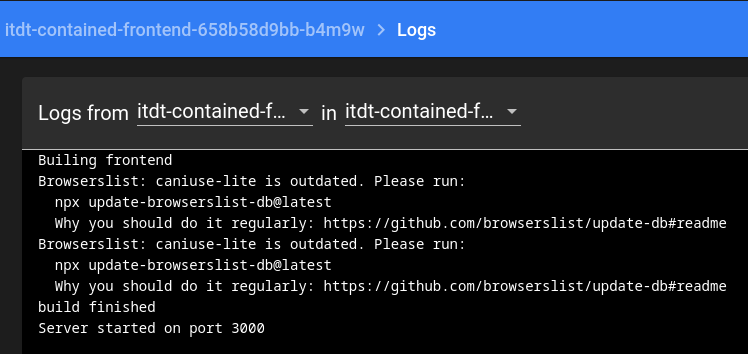 itdt-contained-frontend-658b58d9bb-b4m9w > Logs
Logs from itdt-contained-f... in itdt-contained-f...
Builing frontend
Browserslist: caniuse-lite is outdated. Please run:
  npx update-browserslist-db@latest
  Why you should do it regularly: https://github.com/browserslist/update-db#readme
Browserslist: caniuse-lite is outdated. Please run:
  npx update-browserslist-db@latest
  Why you should do it regularly: https://github.com/browserslist/update-db#readme
build finished
Server started on port 3000